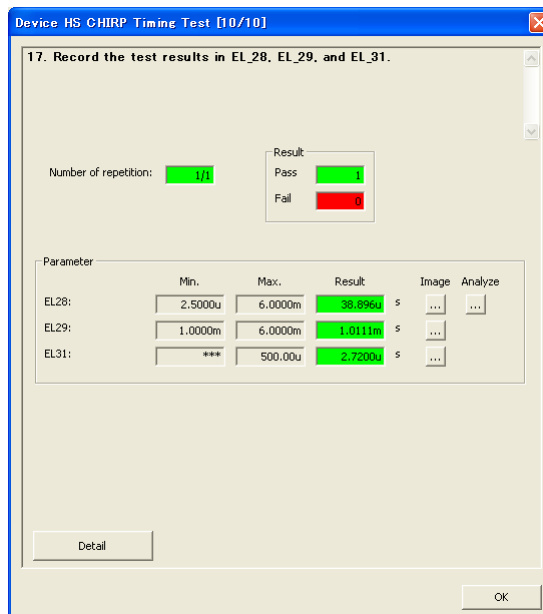 Device HS CHIRP Timing Test [10/10]
17. Record the test results in EL_28, EL_29, and EL_31.
Result
Number of repetition: 1/1
Pass 1
Fail 0
Parameter
Min. Max. Result Image Analyze
EL28: 2.5000u 6.0000m 38.896u s ... ...
EL29: 1.0000m 6.0000m 1.0111m s ...
EL31: *** 500.00u 2.7200u s ...
Detail
OK